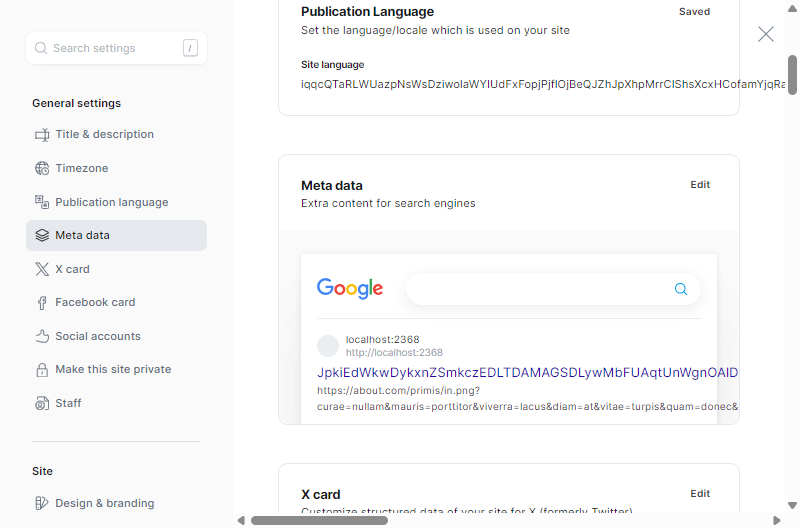 Search settings
/
General settings
Title & description
Timezone
Publication language
Meta data
X card
Facebook card
Social accounts
Make this site private
Staff
Site
Design & branding
Publication Language
Saved
Set the language/locale which is used on your site
Site language
Meta data
Edit
Extra content for search engines
Google
localhost:2368
http://localhost:2368
JpkiEdWkwDykxnZSmkczEDLTDAMAGSDLywMbFUAqtUnWgnOAID
https://about.com/primis/in.png?
curae=nullam&mauris=porttitor&viverra=lacus&diam=at&vitae=turpis&quam=donec&
X card
Edit
Customize structured data of your site for X (formerly Twitter)